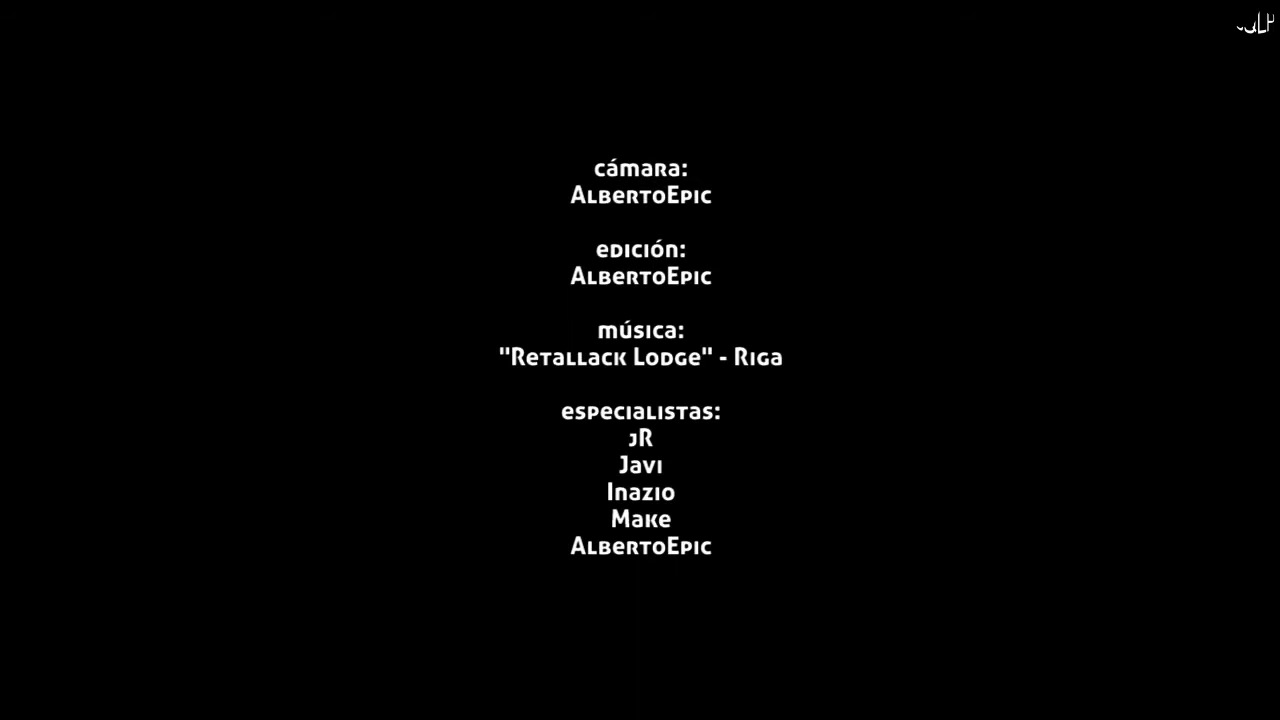 cámara:
AlbertoEpic
edición:
AlbertoEpic
música:
"Retallack Lodge" - Riga
especialistas:
jR
Javi
Inazio
Make
AlbertoEpic